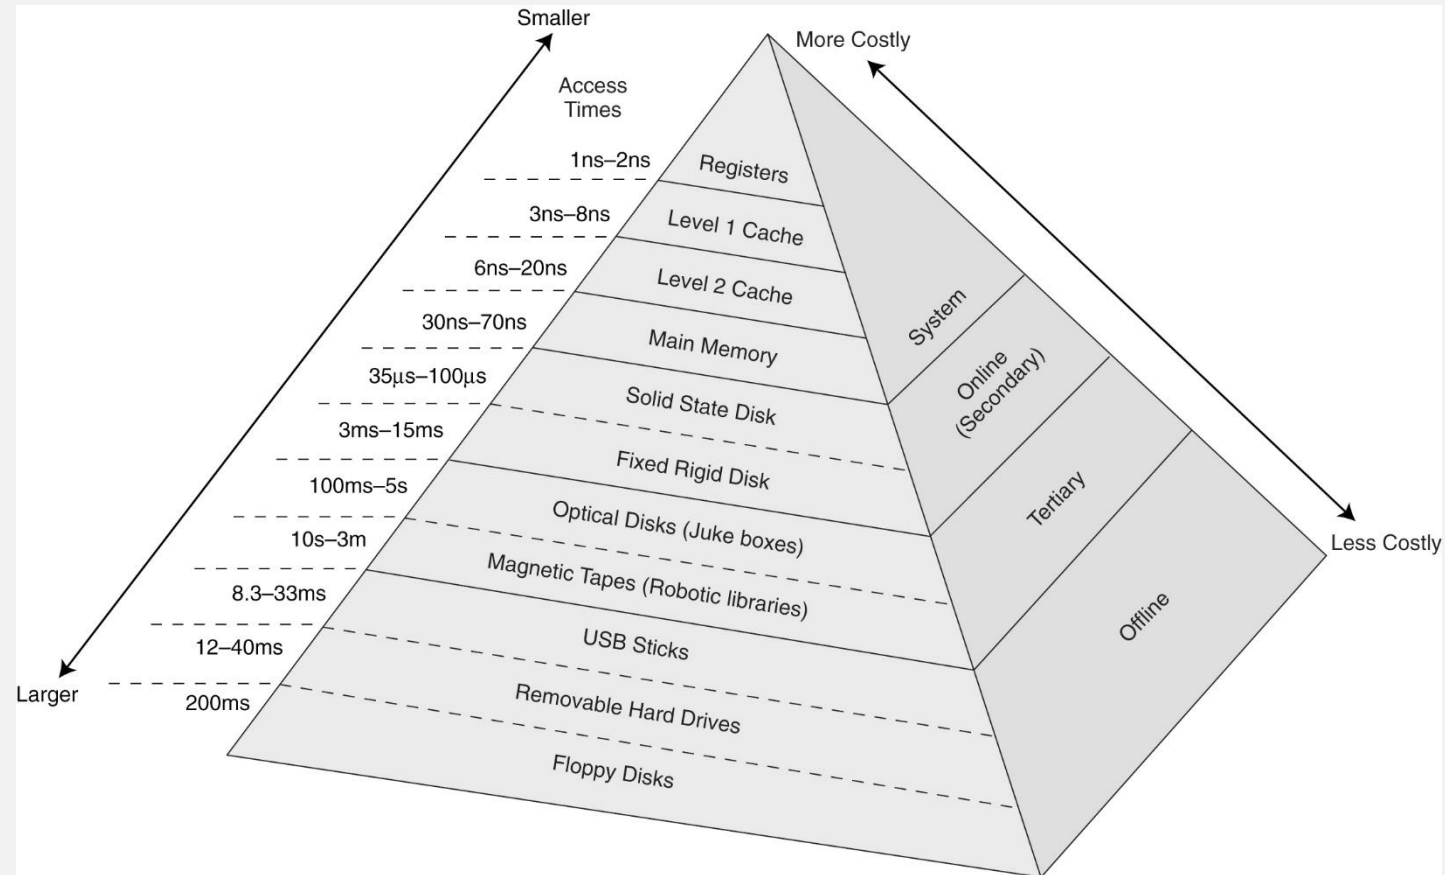 Smaller
More Costly
Access
Times
1ns–2ns
Registers
3ns–8ns
Level 1 Cache
6ns–20ns
Level 2 Cache
30ns–70ns
Main Memory
System
35µs–100µs
Solid State Disk
Online
(Secondary)
3ms–15ms
Fixed Rigid Disk
100ms–5s
Optical Disks (Juke boxes)
Tertiary
10s–3m
Magnetic Tapes (Robotic libraries)
Less Costly
8.3–33ms
USB Sticks
Offline
12–40ms
Removable Hard Drives
Larger
200ms
Floppy Disks